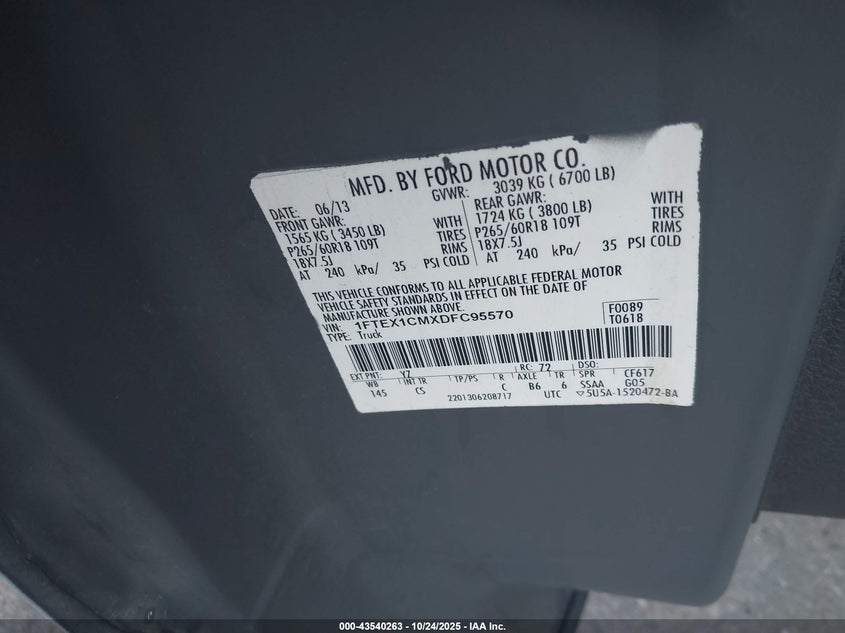 MFD. BY FORD MOTOR CO.
DATE: 06/13 GVWR: 3039 KG ( 6700 LB)
FRONT GAWR: REAR GAWR:
1565 KG ( 3450 LB) WITH 1724 KG ( 3800 LB) WITH
P265/60R18 109T TIRES P265/60R18 109T TIRES
18X7.5J RIMS 18X7.5J RIMS
AT 240 kPa/ 35 PSI COLD AT 240 kPa/ 35 PSI COLD
THIS VEHICLE CONFORMS TO ALL APPLICABLE FEDERAL MOTOR
VEHICLE SAFETY STANDARDS IN EFFECT ON THE DATE OF
MANUFACTURE SHOWN ABOVE.
VIN: 1FTEX1CMXDFC95570 F0089
TYPE: Truck T0618
EXT PNT: YZ RC: 72 DSO:
WB INT TR TP/PS R AXLE TR SPR CF617
145 CS C B6 6 SSAA G05
2201306208717 UTC ▽5U5A-1520472-BA
000-43540263 - 10/24/2025 - IAA Inc.